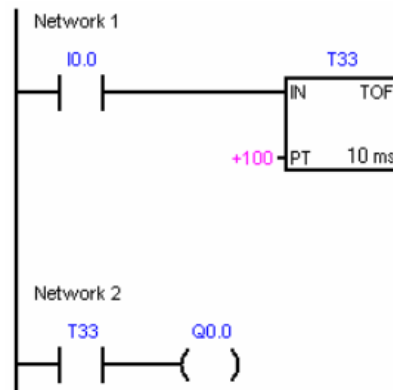 Network 1
I0.0
T33
IN TOF
+100 PT 10 ms
Network 2
T33 Q0.0